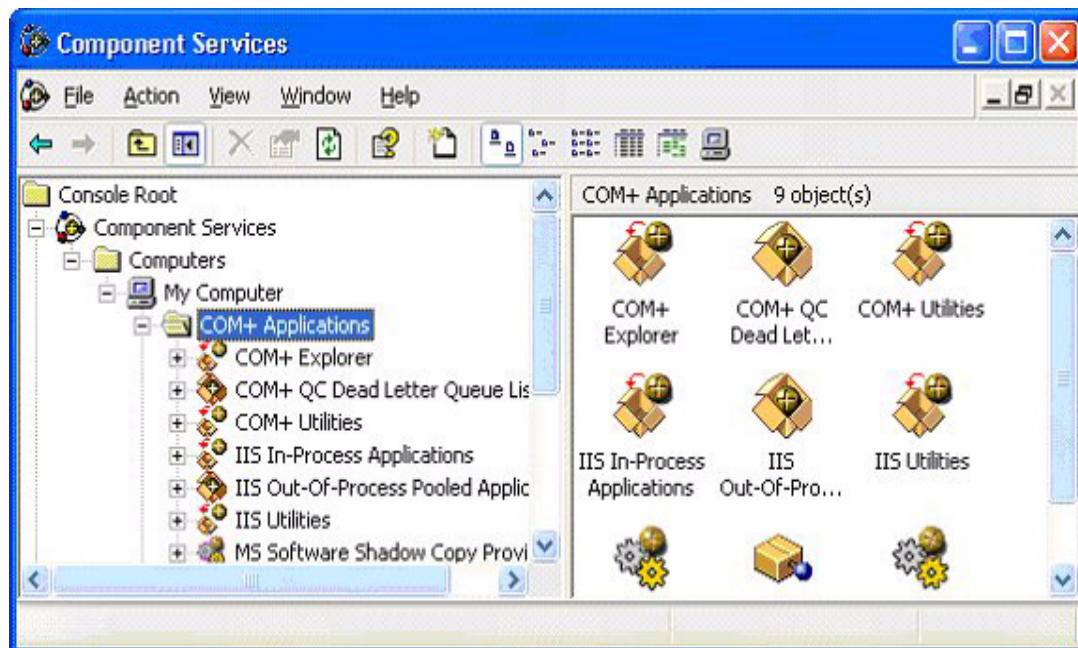 Component Services
File Action View Window Help
Console Root
Component Services
Computers
My Computer
COM+ Applications
COM+ Explorer
COM+ QC Dead Letter Queue Lis
COM+ Utilities
IIS In-Process Applications
IIS Out-Of-Process Pooled Applic
IIS Utilities
MS Software Shadow Copy Provi
COM+ Applications 9 object(s)
COM+
Explorer
COM+ QC
Dead Let...
COM+ Utilities
IIS In-Process
Applications
IIS
Out-Of-Pro...
IIS Utilities